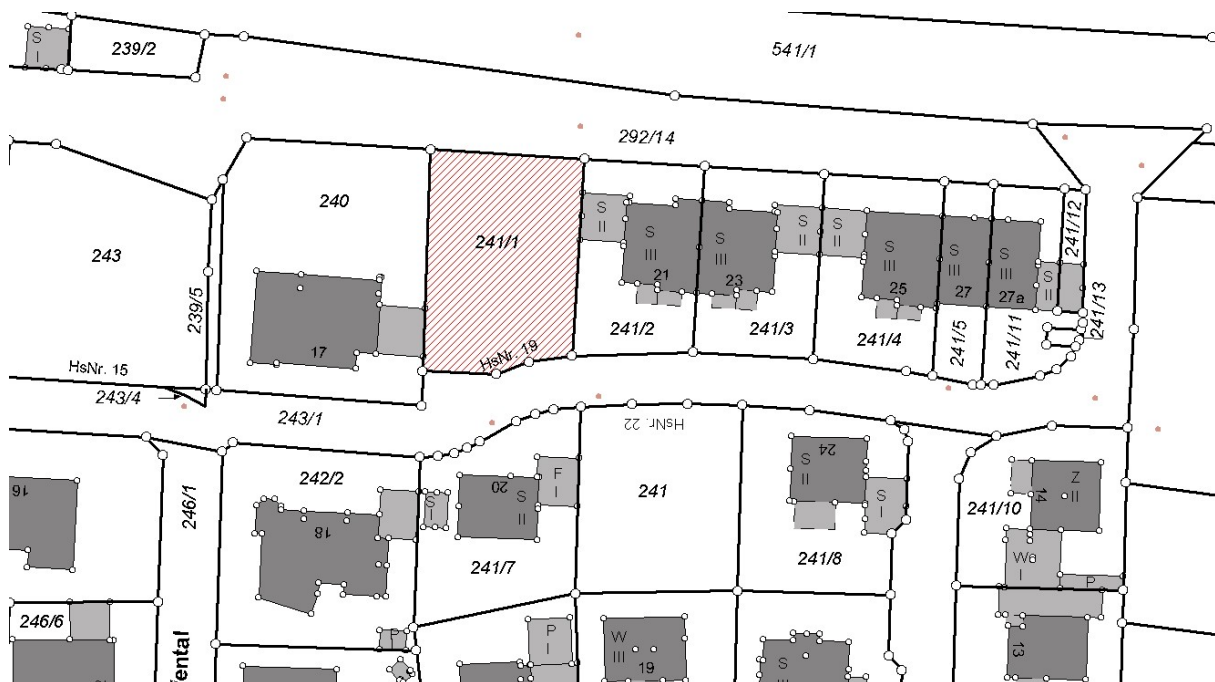 S
I
239/2
541/1
292/14
240
243
241/1
S
II
S
III
21
S
III
23
S
II
S
II
S
III
25
S
III
27
S
III
27a
S
II
241/12
241/13
239/5
17
HsNr. 19
241/2
241/3
241/4
241/5
241/11
HsNr. 15
243/4
243/1
HsNr. 22
16
246/1
242/2
18
S
I
20
S
II
F
I
241
24
S
II
S
I
241/10
14
Z
II
241/7
241/8
We
I
P
246/6
P
P
I
W
III
19
S
III
13
iental